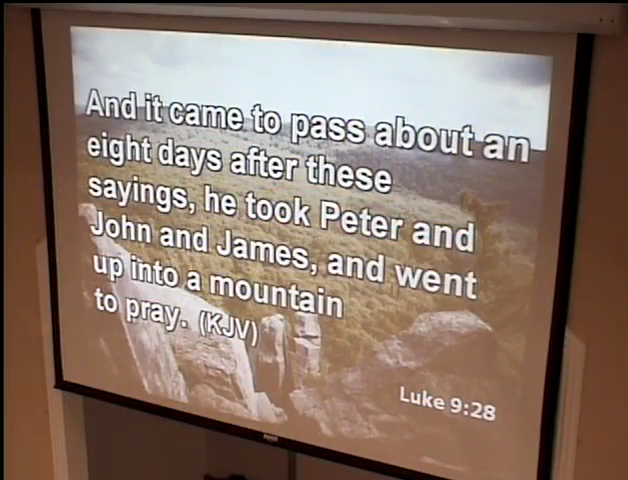 And it came to pass about an
eight days after these
sayings, he took Peter and
John and James, and went
up into a mountain
to pray. (KJV)
Luke 9:28